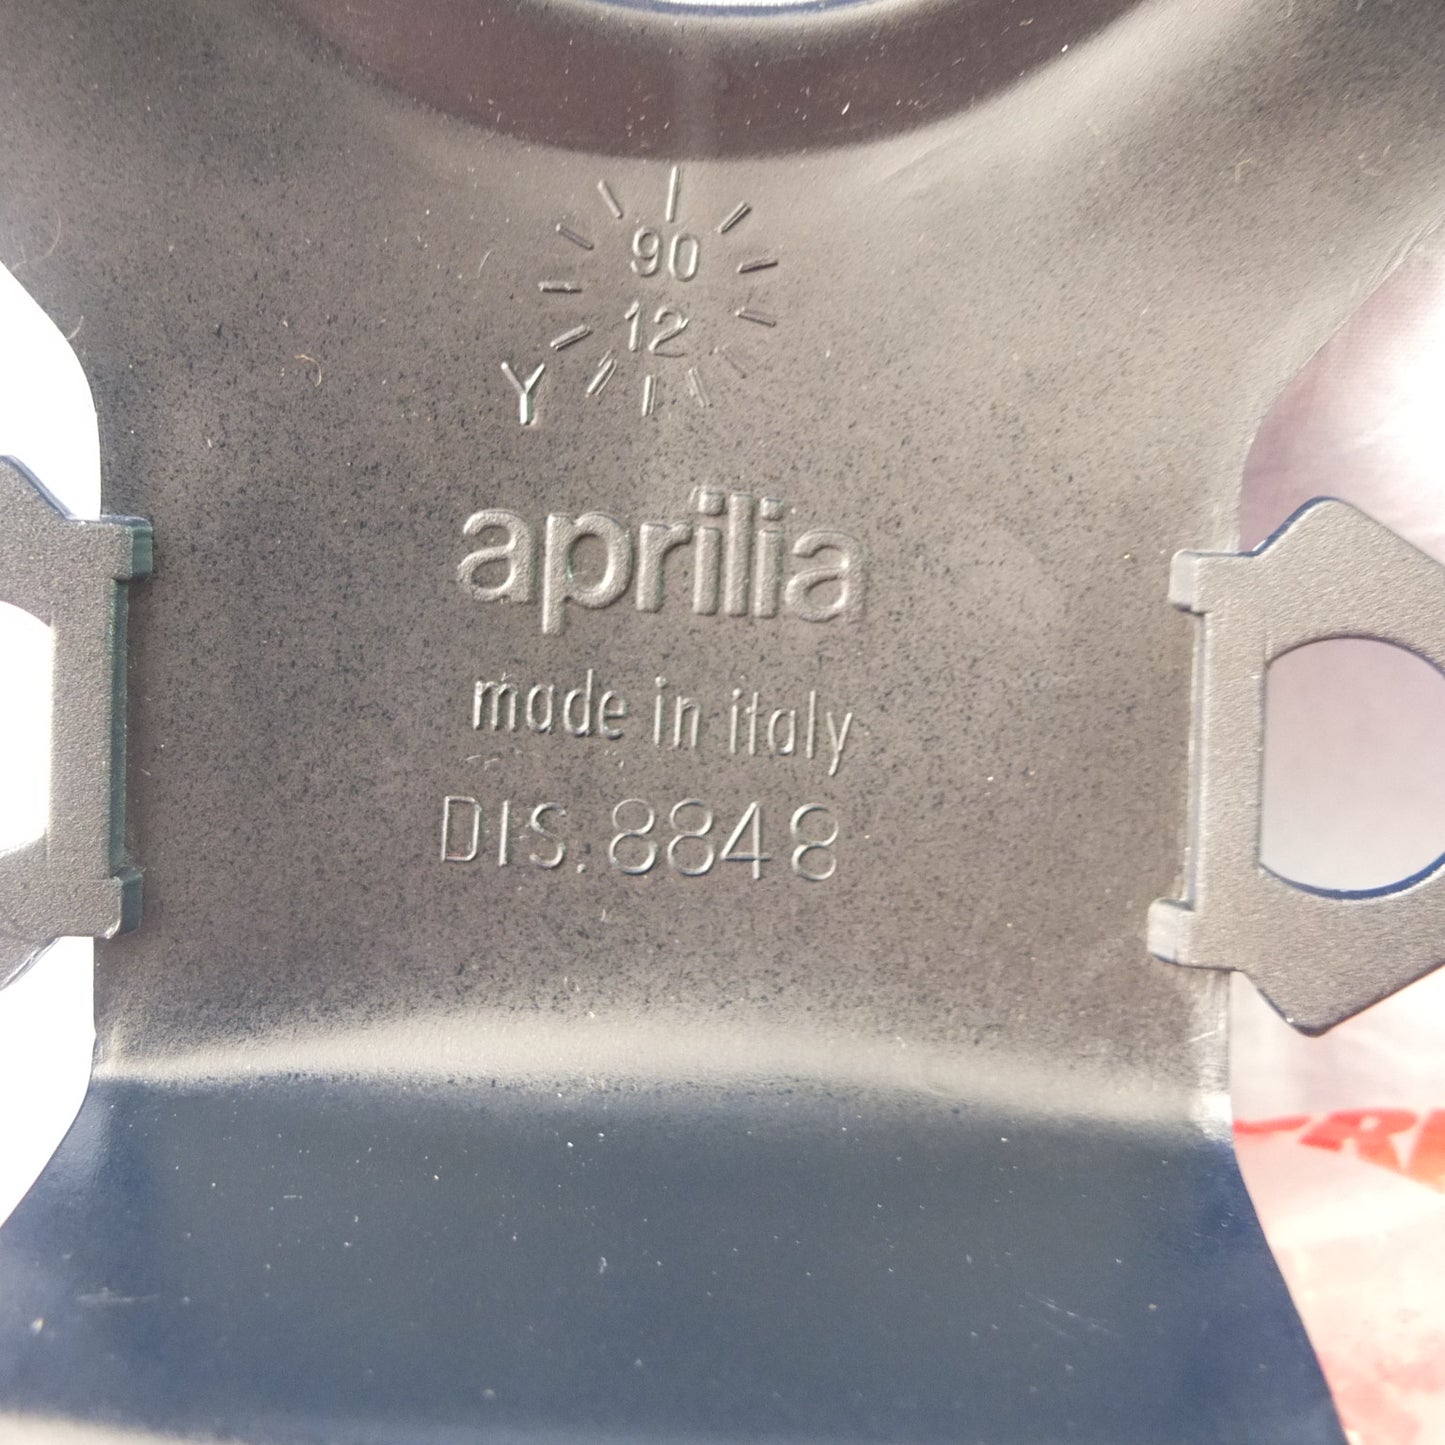 90
12
Y
aprilia
made in italy
DIS. 8848